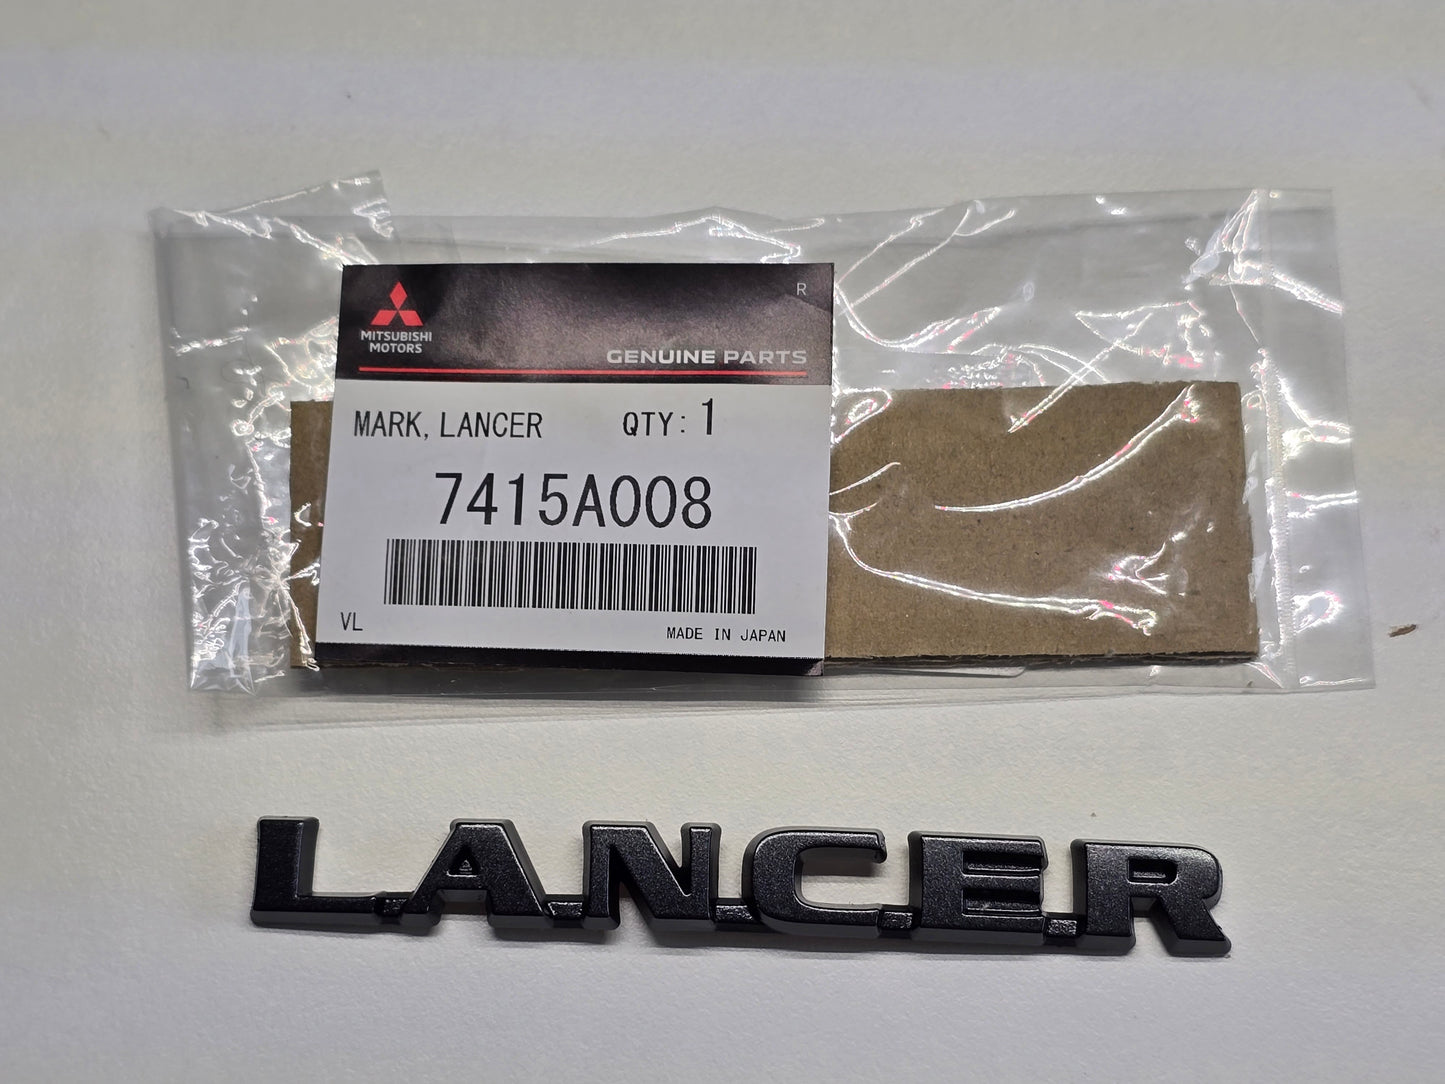 R
MITSUBISHI
MOTORS
GENUINE PARTS
MARK, LANCER QTY: 1
7415A008
VL
MADE IN JAPAN
LANCER